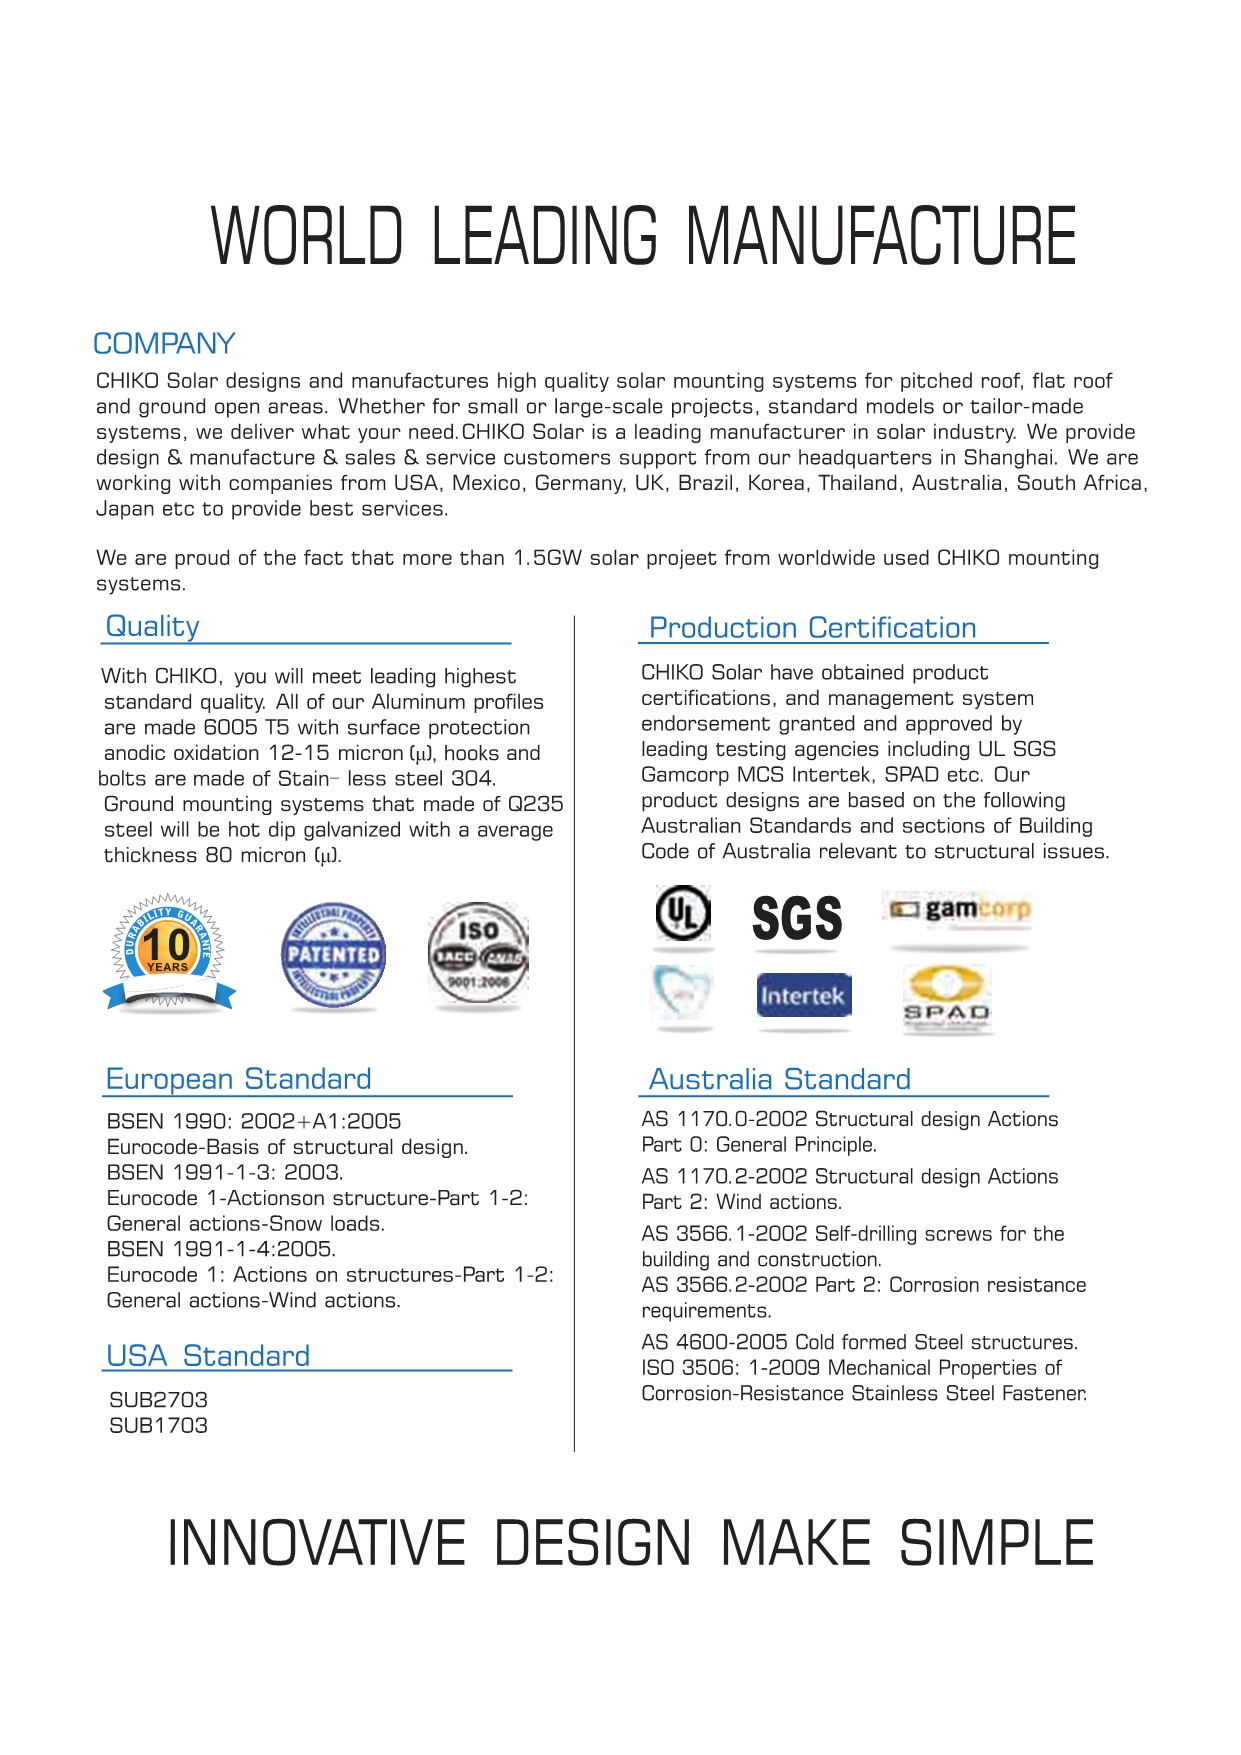 WORLD LEADING MANUFACTURE
COMPANY
CHIKO Solar designs and manufactures high quality solar mounting systems for pitched roof, flat roof
and ground open areas. Whether for small or large-scale projects, standard models or tailor-made
systems, we deliver what your need.CHIKO Solar is a leading manufacturer in solar industry. We provide
design & manufacture & sales & service customers support from our headquarters in Shanghai. We are
working with companies from USA, Mexico, Germany, UK, Brazil, Korea, Thailand, Australia, South Africa,
Japan etc to provide best services.
We are proud of the fact that more than 1.5GW solar projeet from worldwide used CHIKO mounting
systems.
Quality
With CHIKO, you will meet leading highest
standard quality. All of our Aluminum profiles
are made 6005 T5 with surface protection
anodic oxidation 12-15 micron (μ), hooks and
bolts are made of Stain- less steel 304.
Ground mounting systems that made of Q235
steel will be hot dip galvanized with a average
thickness 80 micron (μ).
DURABILITY GUARANTE
10
YEARS
INTELLECTUAL PROPERTY
PATENTED
INTELLECTUAL PROPERTY
ISO
9001:2008
European Standard
BSEN 1990: 2002+A1:2005
Eurocode-Basis of structural design.
BSEN 1991-1-3: 2003.
Eurocode 1-Actionson structure-Part 1-2:
General actions-Snow loads.
BSEN 1991-1-4:2005.
Eurocode 1: Actions on structures-Part 1-2:
General actions-Wind actions.
USA Standard
SUB2703
SUB1703
Production Certification
CHIKO Solar have obtained product
certifications, and management system
endorsement granted and approved by
leading testing agencies including UL SGS
Gamcorp MCS Intertek, SPAD etc. Our
product designs are based on the following
Australian Standards and sections of Building
Code of Australia relevant to structural issues.
UL
SGS
gamcorp
Intertek
SPAD
Australia Standard
AS 1170.0-2002 Structural design Actions
Part 0: General Principle.
AS 1170.2-2002 Structural design Actions
Part 2: Wind actions.
AS 3566.1-2002 Self-drilling screws for the
building and construction.
AS 3566.2-2002 Part 2: Corrosion resistance
requirements.
AS 4600-2005 Cold formed Steel structures.
ISO 3506: 1-2009 Mechanical Properties of
Corrosion-Resistance Stainless Steel Fastener.
INNOVATIVE DESIGN MAKE SIMPLE